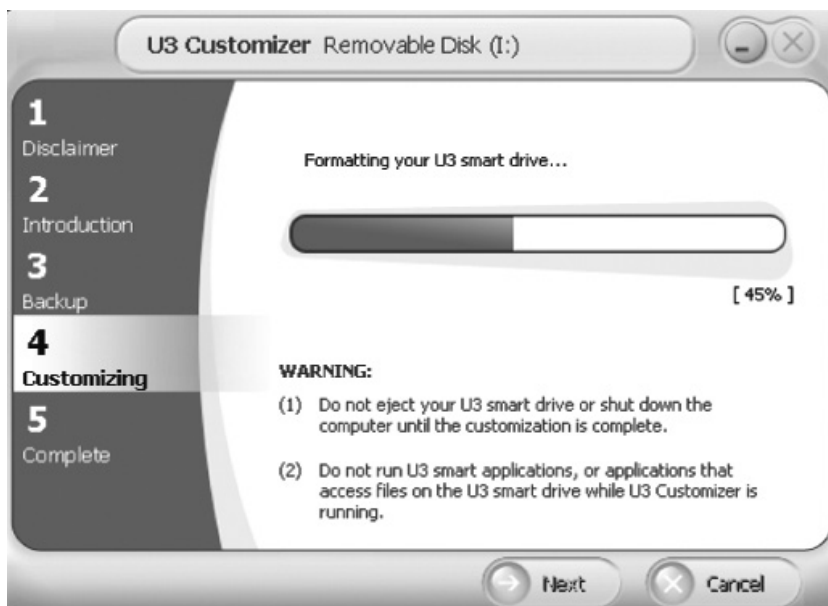 U3 Customizer Removable Disk (I:)
1
Disclaimer
2
Introduction
3
Backup
4
Customizing
5
Complete
Formatting your U3 smart drive...
[ 45% ]
WARNING:
(1) Do not eject your U3 smart drive or shut down the
computer until the customization is complete.
(2) Do not run U3 smart applications, or applications that
access files on the U3 smart drive while U3 Customizer is
running.
Next
Cancel